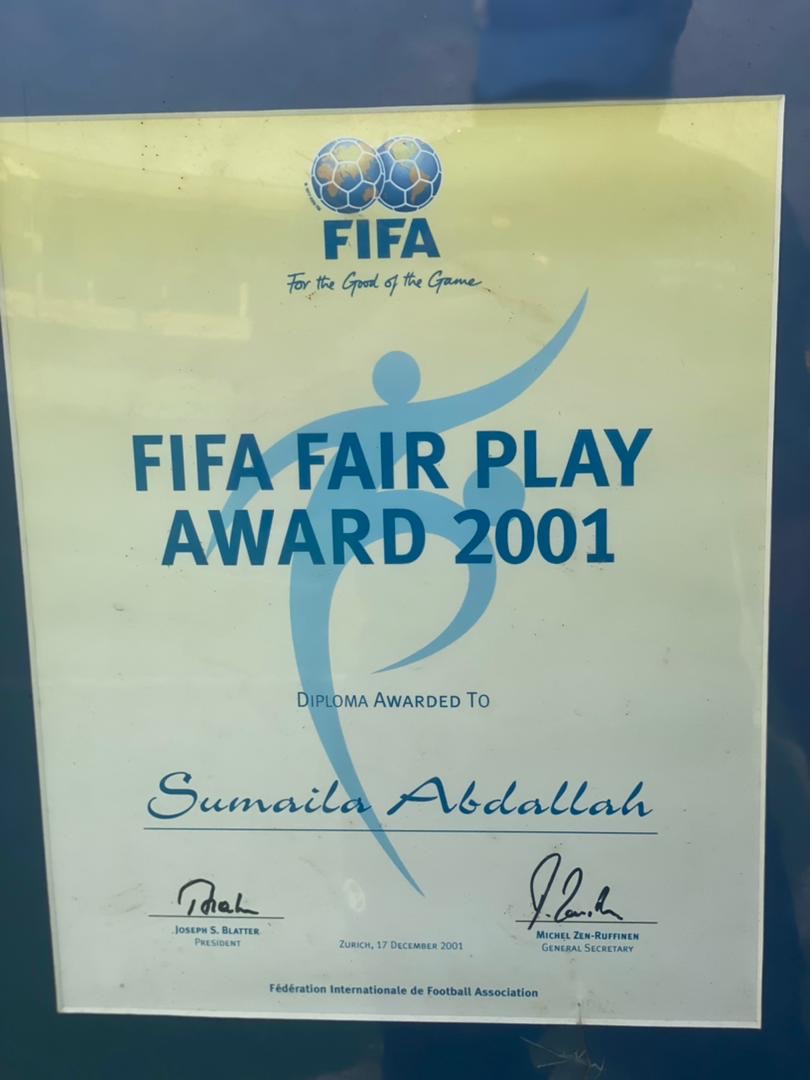 FIFA
For the Good of the Game
FIFA FAIR PLAY
AWARD 2001
DIPLOMA AWARDED TO
Sumaila Abdallah
JOSEPH S. BLATTER
PRESIDENT
ZURICH, 17 DECEMBER 2001
MICHEL ZEN-RUFFINEN
GENERAL SECRETARY
Fédération Internationale de Football Association